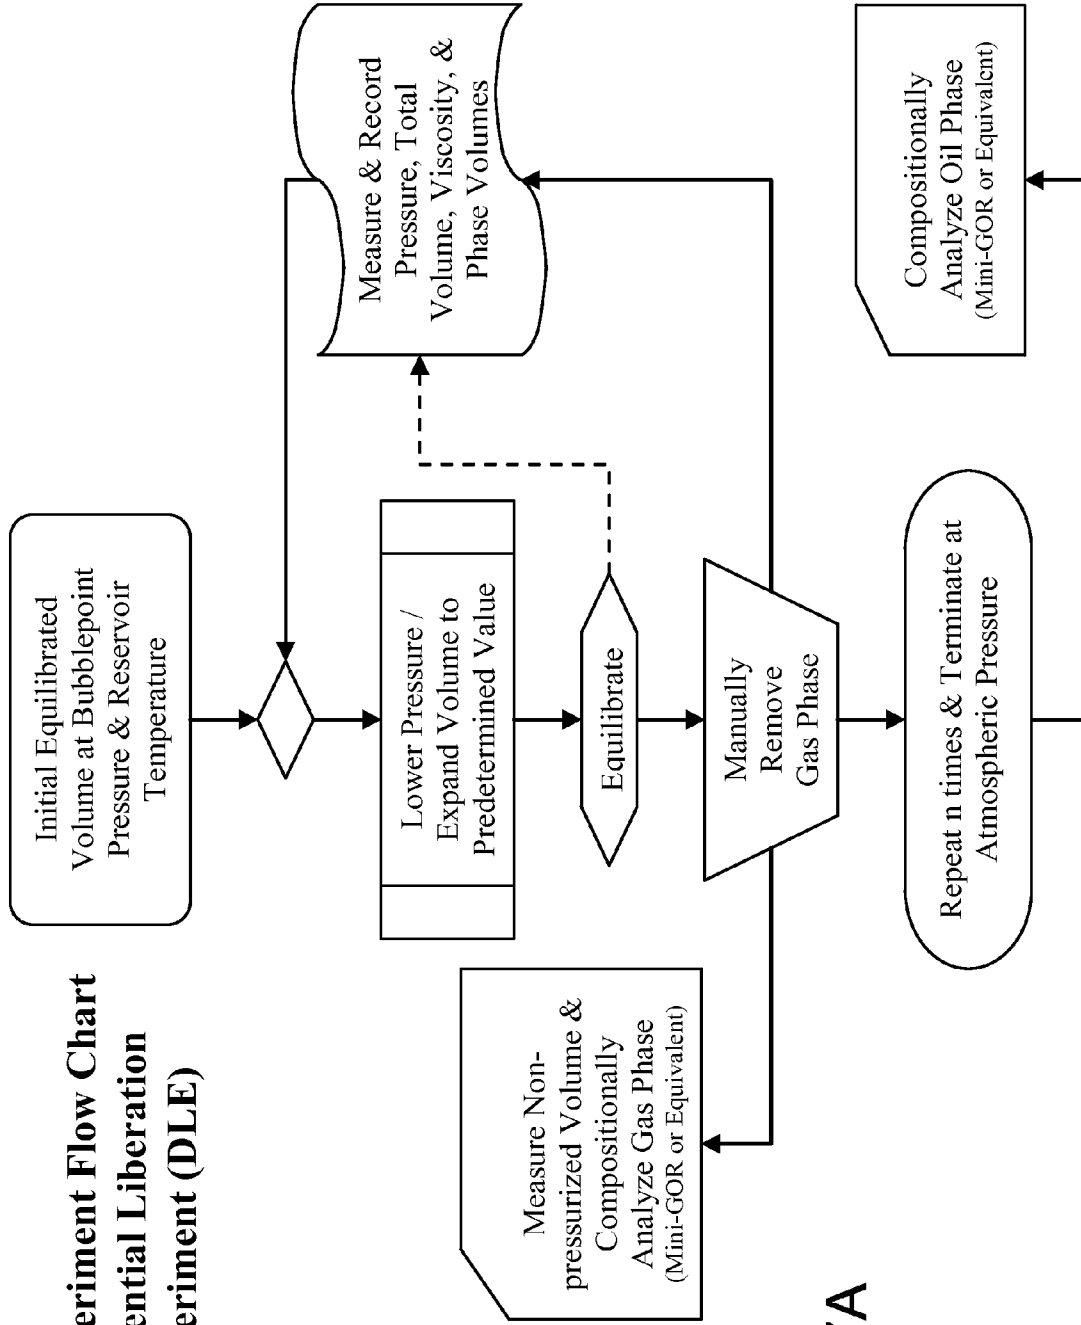 eriment Flow Chart
ential Liberation
eriment (DLE)
Initial Equilibrated
Volume at Bubblepoint
Pressure & Reservoir
Temperature
Measure & Record
Pressure, Total
Volume, Viscosity, &
Phase Volumes
Lower Pressure /
Expand Volume to
Predetermined Value
Equilibrate
Manually
Remove
Gas Phase
Measure Non-
pressurized Volume &
Compositionally
Analyze Gas Phase
(Mini-GOR or Equivalent)
Repeat n times & Terminate at
Atmospheric Pressure
Compositionally
Analyze Oil Phase
(Mini-GOR or Equivalent)
A